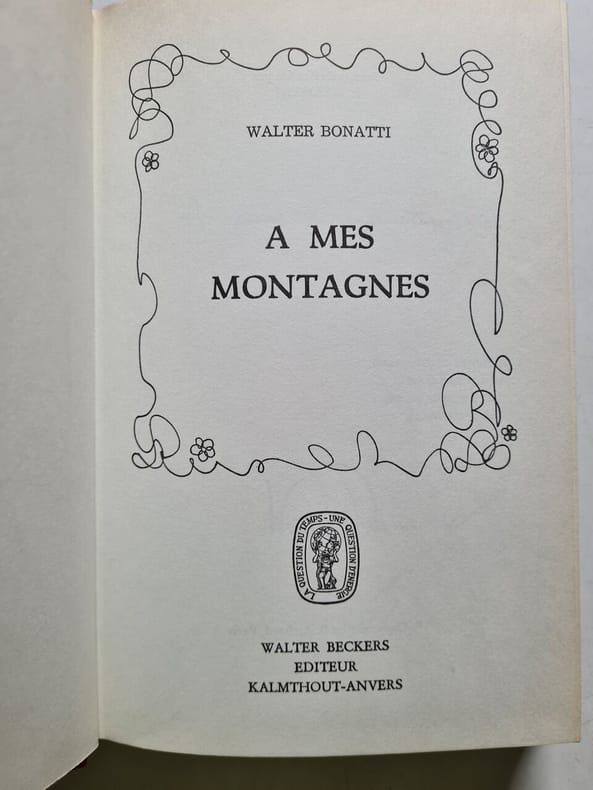 WALTER BONATTI
A MES
MONTAGNES
LA QUESTION DU TEMPS-UNE QUESTION D'ENERGIE
WALTER BECKERS
EDITEUR
KALMTHOUT-ANVERS